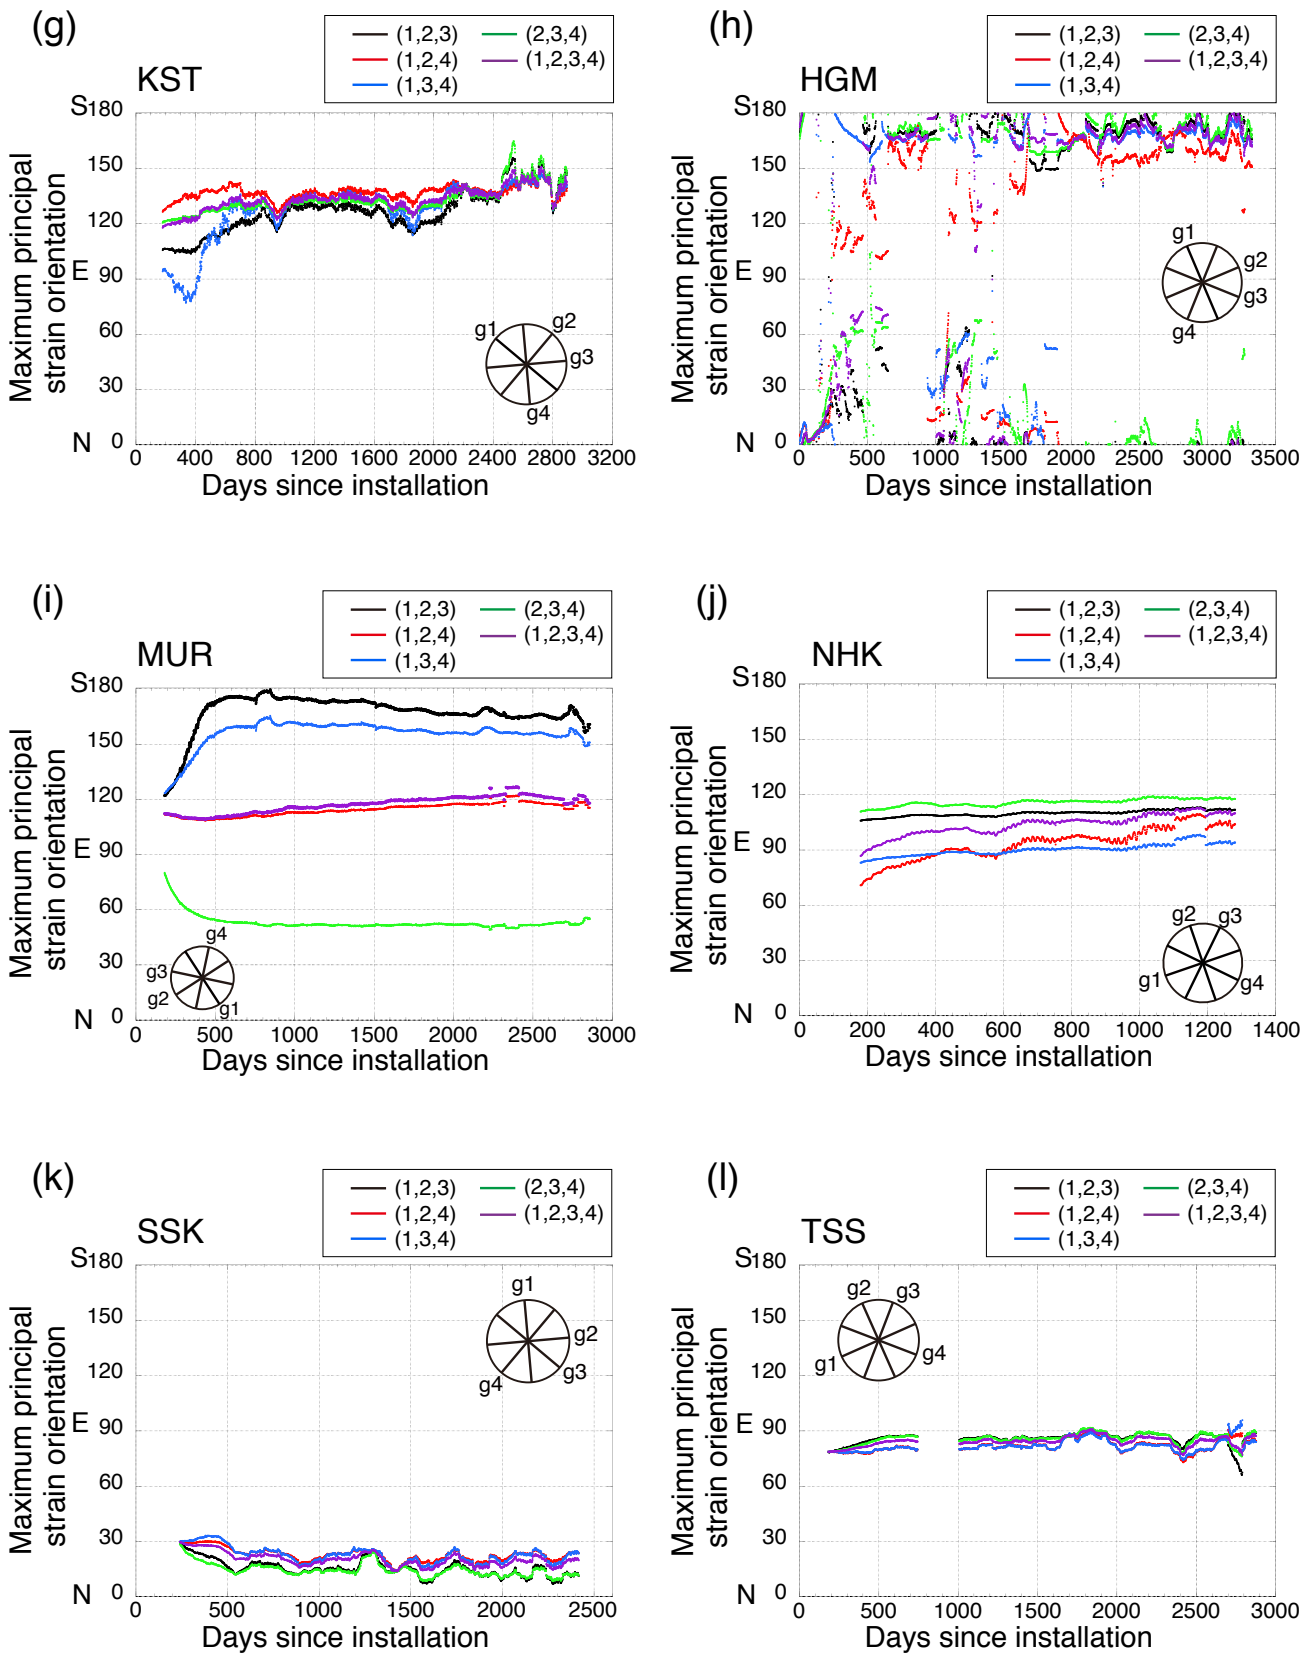 (g)
KST
(1,2,3)
(1,2,4)
(1,3,4)
(2,3,4)
(1,2,3,4)
Maximum principal
strain orientation
S180
150
120
E 90
60
30
N 0
g1
g2
g3
g4
0 400 800 1200 1600 2000 2400 2800 3200
Days since installation
(h)
HGM
(1,2,3)
(1,2,4)
(1,3,4)
(2,3,4)
(1,2,3,4)
Maximum principal
strain orientation
S180
150
120
E 90
60
30
N 0
g1
g2
g3
g4
0 500 1000 1500 2000 2500 3000 3500
Days since installation
(i)
MUR
(1,2,3)
(1,2,4)
(1,3,4)
(2,3,4)
(1,2,3,4)
Maximum principal
strain orientation
S180
150
120
E 90
60
30
N 0
g4
g3
g2
g1
0 500 1000 1500 2000 2500 3000
Days since installation
(j)
NHK
(1,2,3)
(1,2,4)
(1,3,4)
(2,3,4)
(1,2,3,4)
Maximum principal
strain orientation
S180
150
120
E 90
60
30
N 0
g2
g3
g1
g4
0 200 400 600 800 1000 1200 1400
Days since installation
(k)
SSK
(1,2,3)
(1,2,4)
(1,3,4)
(2,3,4)
(1,2,3,4)
Maximum principal
strain orientation
S180
150
120
E 90
60
30
N 0
g1
g2
g3
g4
0 500 1000 1500 2000 2500
Days since installation
(l)
TSS
(1,2,3)
(1,2,4)
(1,3,4)
(2,3,4)
(1,2,3,4)
Maximum principal
strain orientation
S180
150
120
E 90
60
30
N 0
g2
g3
g1
g4
0 500 1000 1500 2000 2500 3000
Days since installation